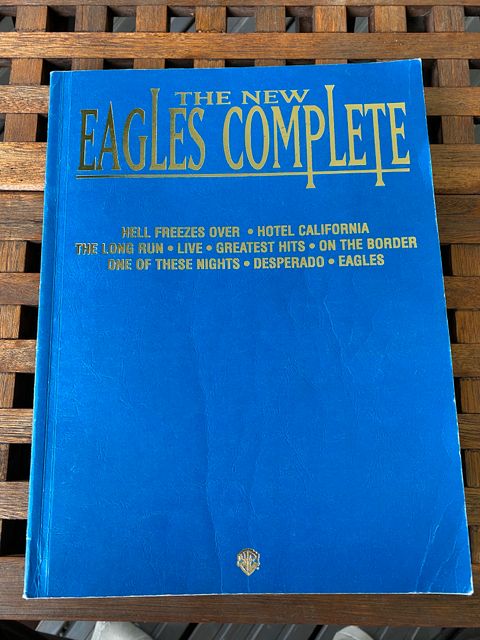 THE NEW
EAGLES COMPLETE
HELL FREEZES OVER • HOTEL CALIFORNIA
THE LONG RUN • LIVE • GREATEST HITS • ON THE BORDER
ONE OF THESE NIGHTS • DESPERADO • EAGLES
WB